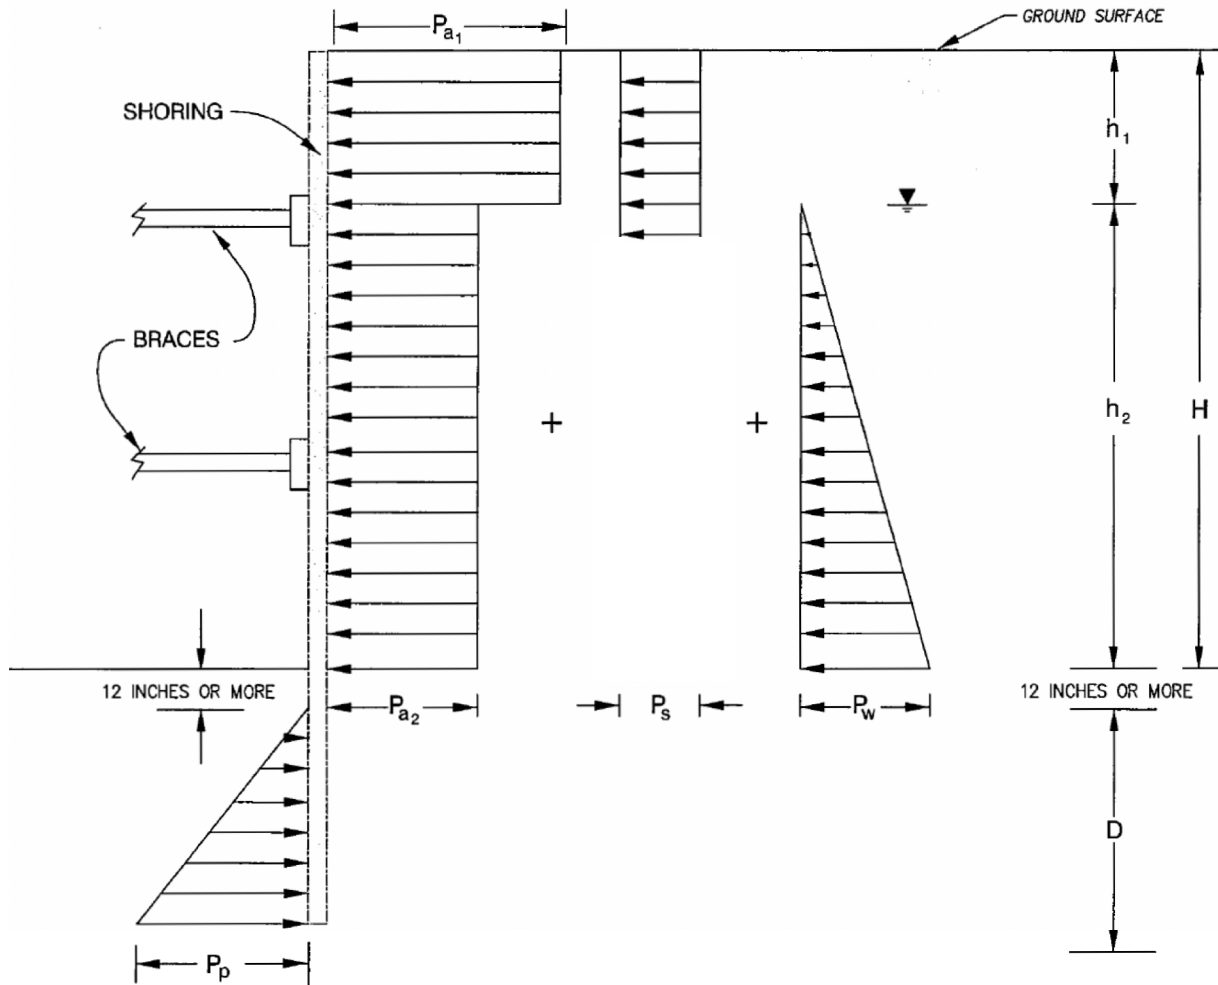 Pa1
GROUND SURFACE
SHORING
h1
BRACES
+
+
h2
H
12 INCHES OR MORE
12 INCHES OR MORE
Pa2
Ps
Pw
D
Pp